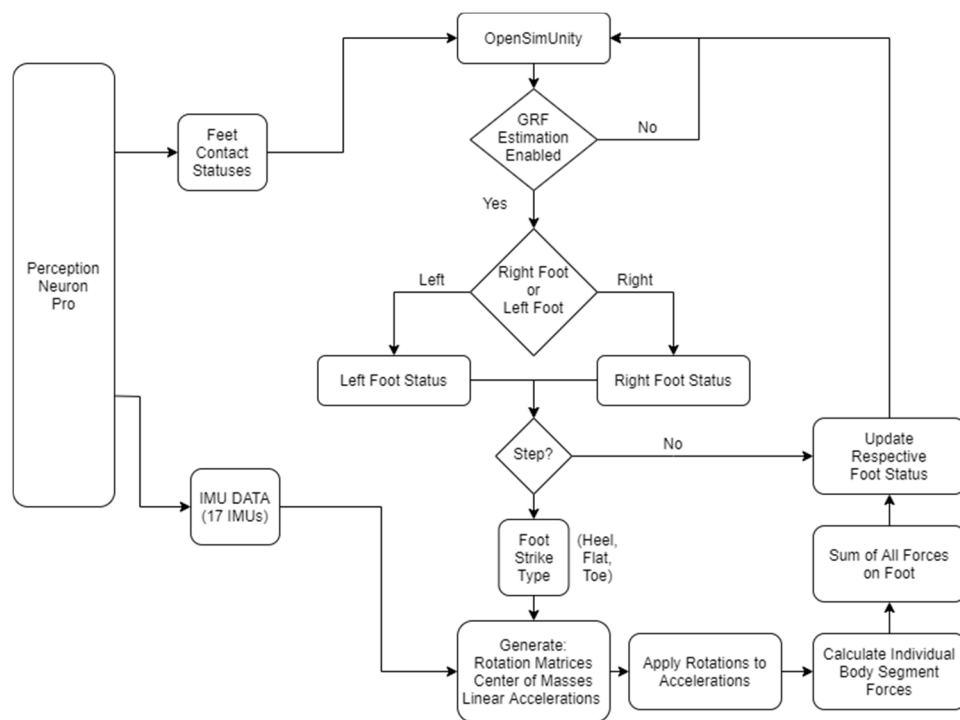 OpenSimUnity
GRF
Estimation
Enabled
No
Feet
Contact
Statuses
Yes
Perception
Neuron
Pro
Left
Right Foot
or
Left Foot
Right
Left Foot Status
Right Foot Status
Step?
No
Update
Respective
Foot Status
IMU DATA
(17 IMUs)
Foot
Strike
Type
(Heel,
Flat,
Toe)
Sum of All Forces
on Foot
Generate:
Rotation Matrices
Center of Masses
Linear Accelerations
Apply Rotations to
Accelerations
Calculate Individual
Body Segment
Forces